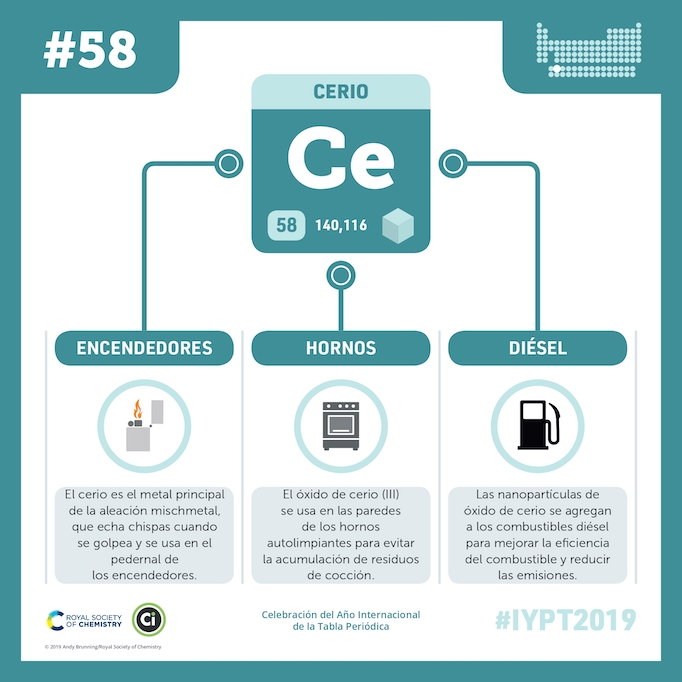 #58
CERIO
Ce
58 140,116
ENCENDEDORES
El cerio es el metal principal
de la aleación mischmetal,
que echa chispas cuando
se golpea y se usa en el
pedernal de
los encendedores.
HORNOS
El óxido de cerio (III)
se usa en las paredes
de los hornos
autolimpiantes para evitar
la acumulación de residuos
de cocción.
DIÉSEL
Las nanopartículas de
óxido de cerio se agregan
a los combustibles diésel
para mejorar la eficiencia
del combustible y reducir
las emisiones.
ROYAL SOCIETY
OF CHEMISTRY
Ci
Celebración del Año Internacional
de la Tabla Periódica
#IYPT2019
© 2019 Andy Brunning/Royal Society of Chemistry